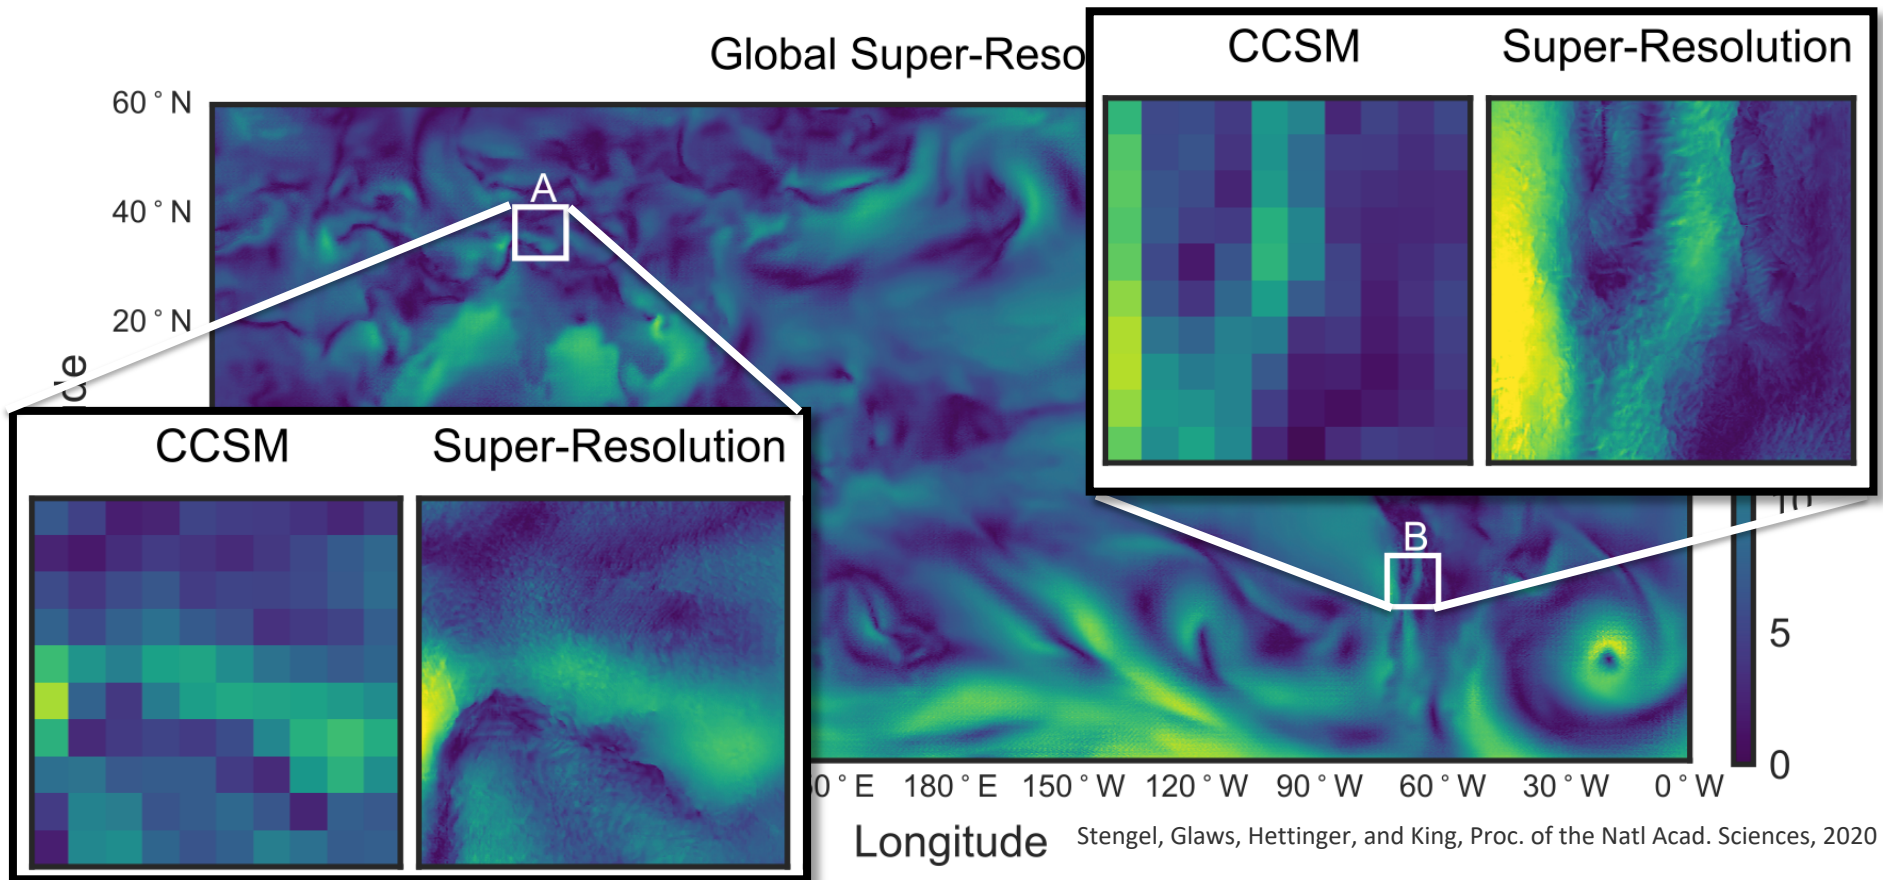 Global Super-Reso
CCSM
Super-Resolution
60°N
40°N
20°N
A
CCSM
Super-Resolution
B
5
0
180°E
150°W
120°W
90°W
60°W
30°W
0°W
Longitude
Stengel, Glaws, Hettinger, and King, Proc. of the Natl Acad. Sciences, 2020